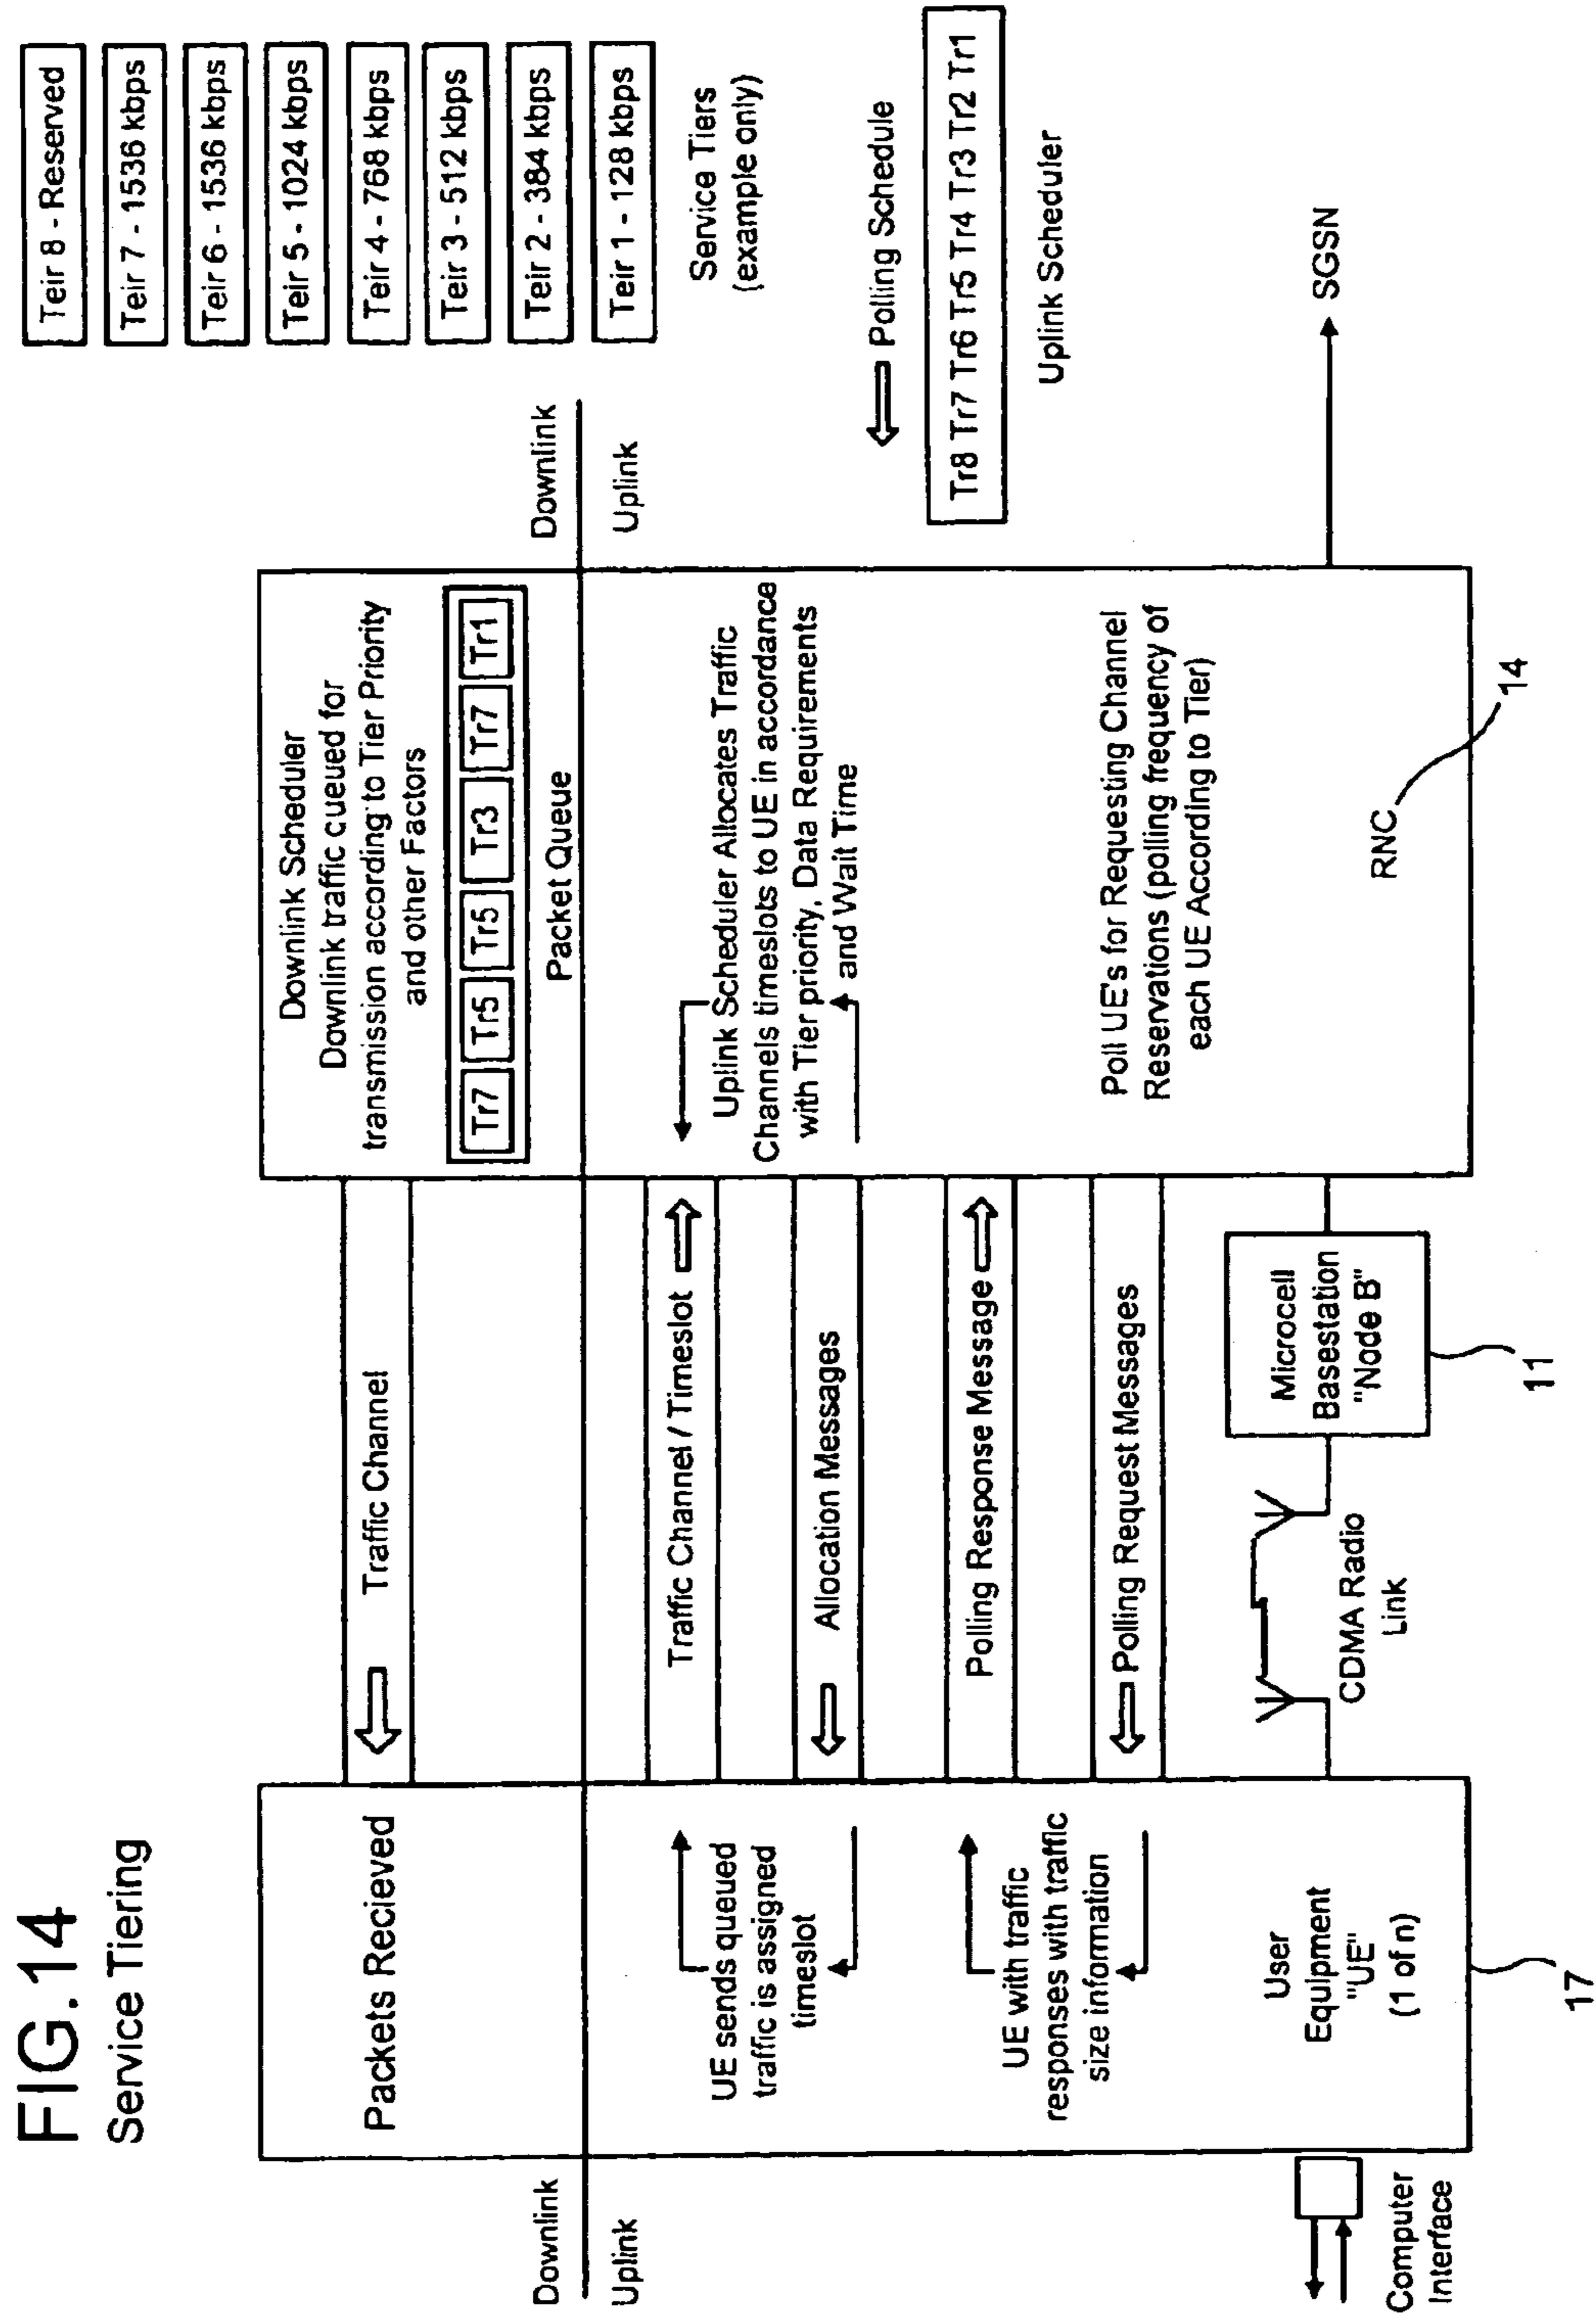 FIG.14
Service Tiering
Teir 8 - Reserved
Teir 7 - 1536 kbps
Teir 6 - 1536 kbps
Teir 5 - 1024 kbps
Teir 4 - 768 kbps
Teir 3 - 512 kbps
Teir 2 - 384 kbps
Teir 1 - 128 kbps
Service Tiers
(example only)
Downlink
Uplink
Packets Recieved
UE sends queued
traffic is assigned
timeslot
UE with traffic
responses with traffic
size information
User
Equipment
"UE"
(1 of n)
17
Computer
Interface
Traffic Channel
Traffic Channel / Timeslot
Allocation Messages
Polling Response Message
Polling Request Messages
CDMA Radio
Link
Microcell
Basestation
"Node B"
11
Downlink Scheduler
Downlink traffic cued for
transmission according to Tier Priority
and other Factors
Tr7 Tr5 Tr5 Tr3 Tr7 Tr1
Packet Queue
Uplink Scheduler Allocates Traffic
Channels timeslots to UE in accordance
with Tier priority, Data Requirements
and Wait Time
Poll UE's for Requesting Channel
Reservations (polling frequency of
each UE According to Tier)
RNC
14
Downlink
Uplink
Polling Schedule
Tr8 Tr7 Tr6 Tr5 Tr4 Tr3 Tr2 Tr1
Uplink Scheduler
SGSN